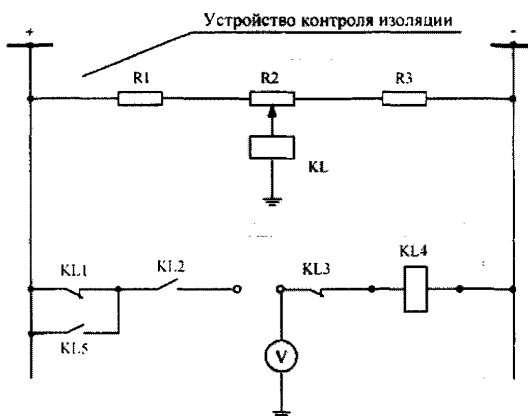 Устройство контроля изоляции
+ -
R1 R2 R3
KL
KL1 KL2 KL3 KL4
KL5
V